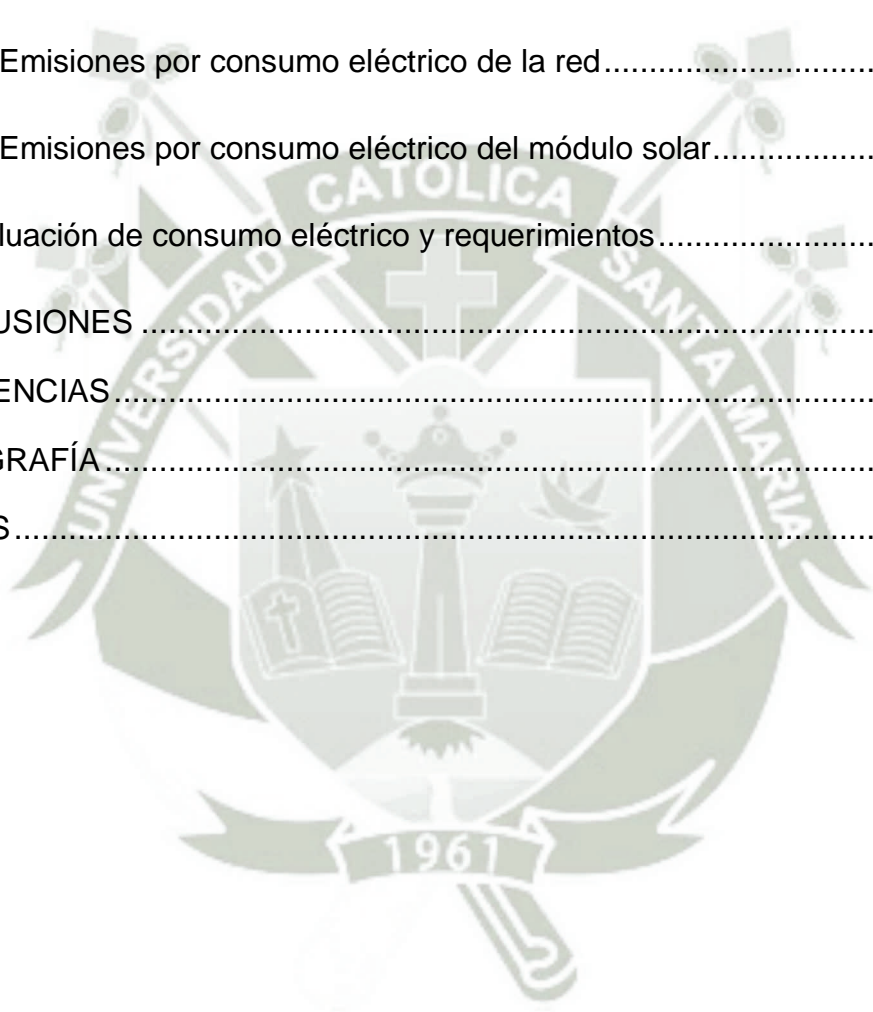 Emisiones por consumo eléctrico de la red..............................
Emisiones por consumo eléctrico del módulo solar..................
luación de consumo eléctrico y requerimientos........................
USIONES ..................................................................................
ENCIAS.....................................................................................
GRAFÍA......................................................................................
S................................................................................................
UNIVERSIDAD CATOLICA SANTA MARIA
1961